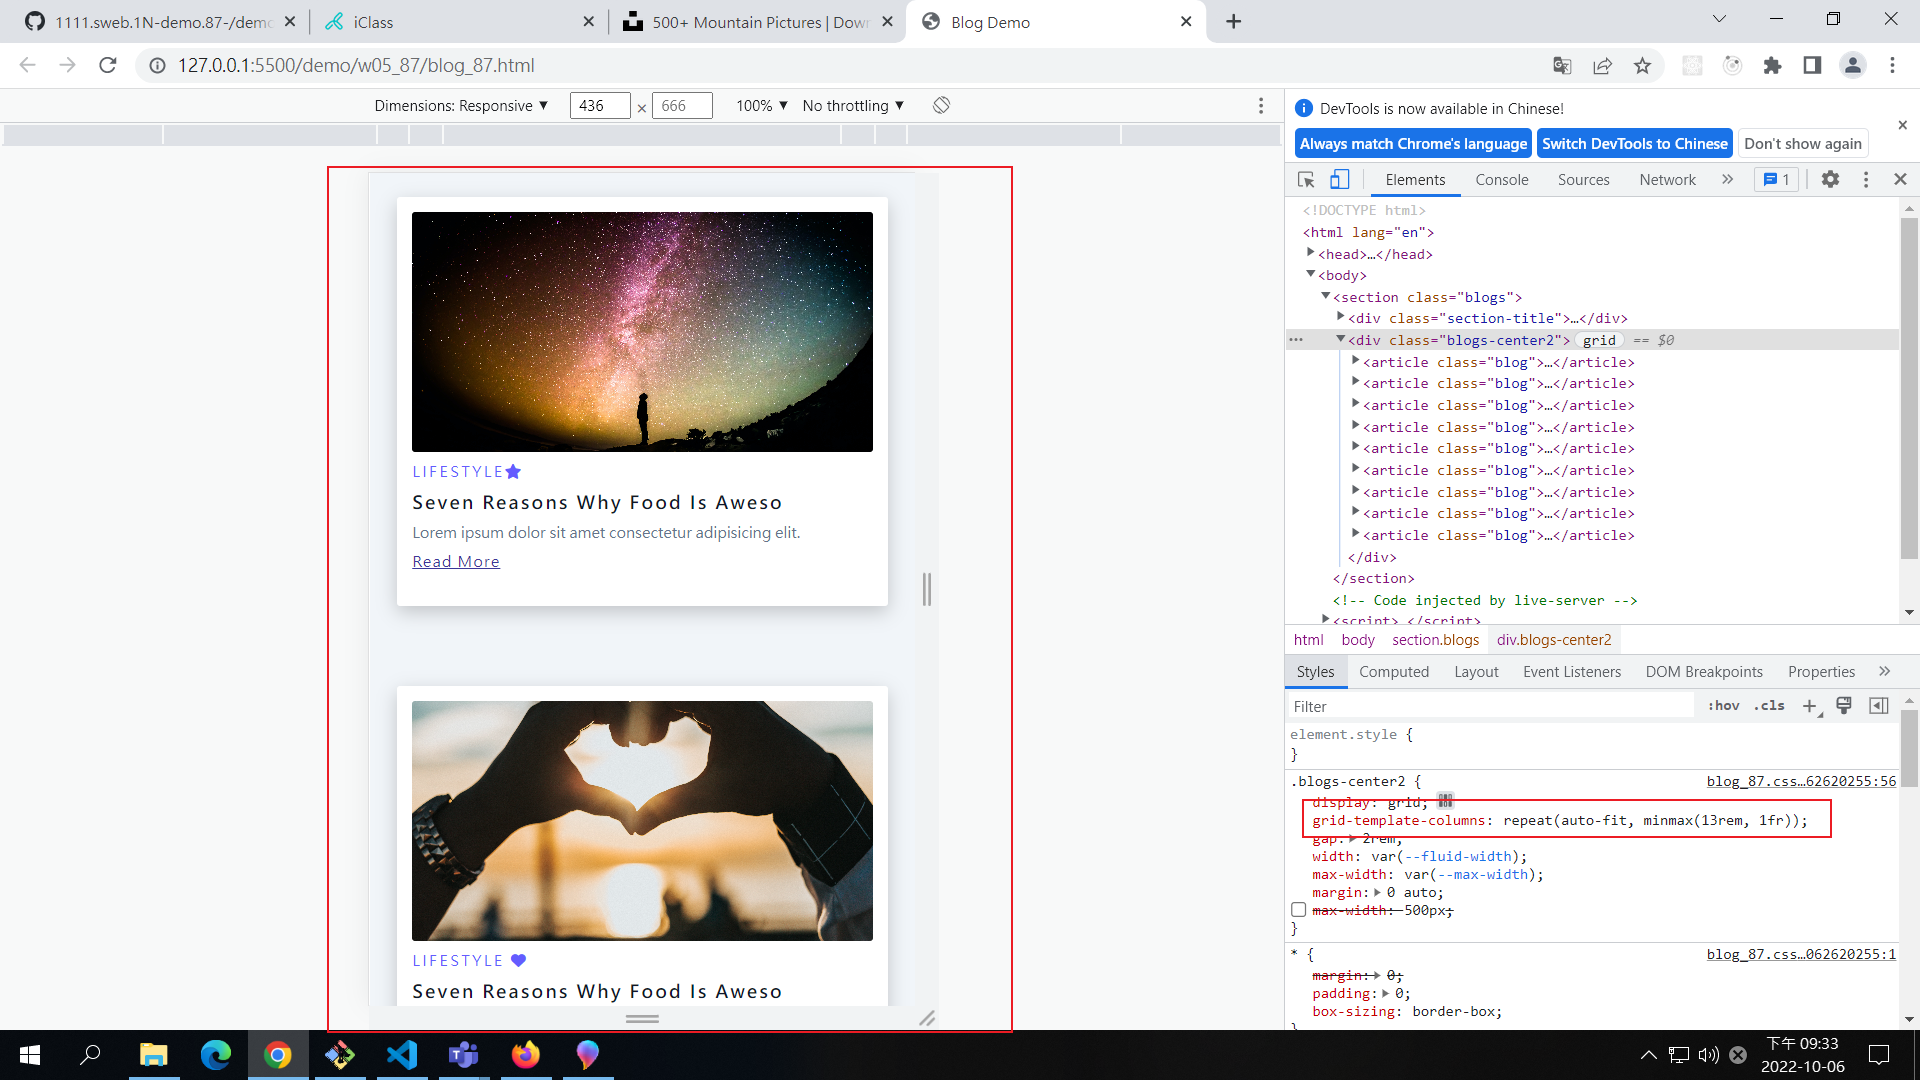 1111.sweb.1N-demo.87-/demo
iClass
500+ Mountain Pictures | Down
Blog Demo
127.0.0.1:5500/demo/w05_87/blog_87.html
Dimensions: Responsive ▼ 436 × 666 100% ▼ No throttling ▼
DevTools is now available in Chinese!
Always match Chrome's language
Switch DevTools to Chinese
Don't show again
Elements Console Sources Network » 1
<!DOCTYPE html>
<html lang="en">
<head>…</head>
<body>
<section class="blogs">
<div class="section-title">…</div>
<div class="blogs-center2"> grid == $0
<article class="blog">…</article>
<article class="blog">…</article>
<article class="blog">…</article>
<article class="blog">…</article>
<article class="blog">…</article>
<article class="blog">…</article>
<article class="blog">…</article>
<article class="blog">…</article>
<article class="blog">…</article>
</div>
</section>
<!-- Code injected by live-server -->
<script>…</script>
html body section.blogs div.blogs-center2
Styles Computed Layout Event Listeners DOM Breakpoints Properties »
Filter :hov .cls +
element.style {
}
.blogs-center2 { blog_87.css…62620255:56
display: grid;
grid-template-columns: repeat(auto-fit, minmax(13rem, 1fr));
gap: 2rem;
width: var(--fluid-width);
max-width: var(--max-width);
margin: 0 auto;
max-width: 500px;
}
* { blog_87.css…062620255:1
margin: 0;
padding: 0;
box-sizing: border-box;
}
LIFESTYLE
Seven Reasons Why Food Is Aweso
Lorem ipsum dolor sit amet consectetur adipisicing elit.
Read More
LIFESTYLE
Seven Reasons Why Food Is Aweso
下午 09:33
2022-10-06